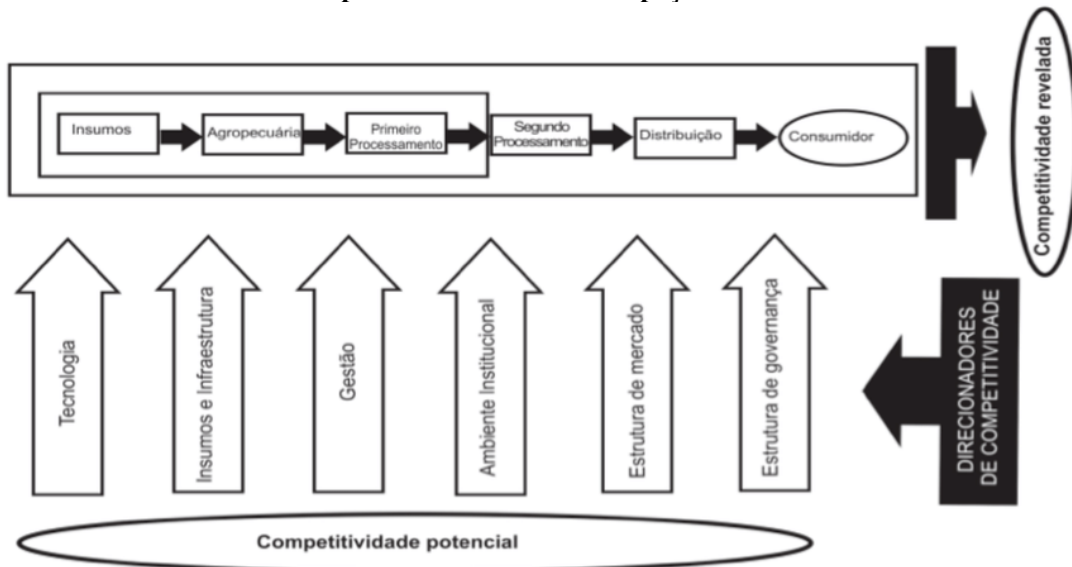 Insumos
Agropecuária
Primeiro
Processamento
Segundo
Processamento
Distribuição
Consumidor
Competitividade revelada
Tecnologia
Insumos e Infraestrutura
Gestão
Ambiente Institucional
Estrutura de mercado
Estrutura de governança
DIRECIONADORES
DE COMPETITIVIDADE
Competitividade potencial